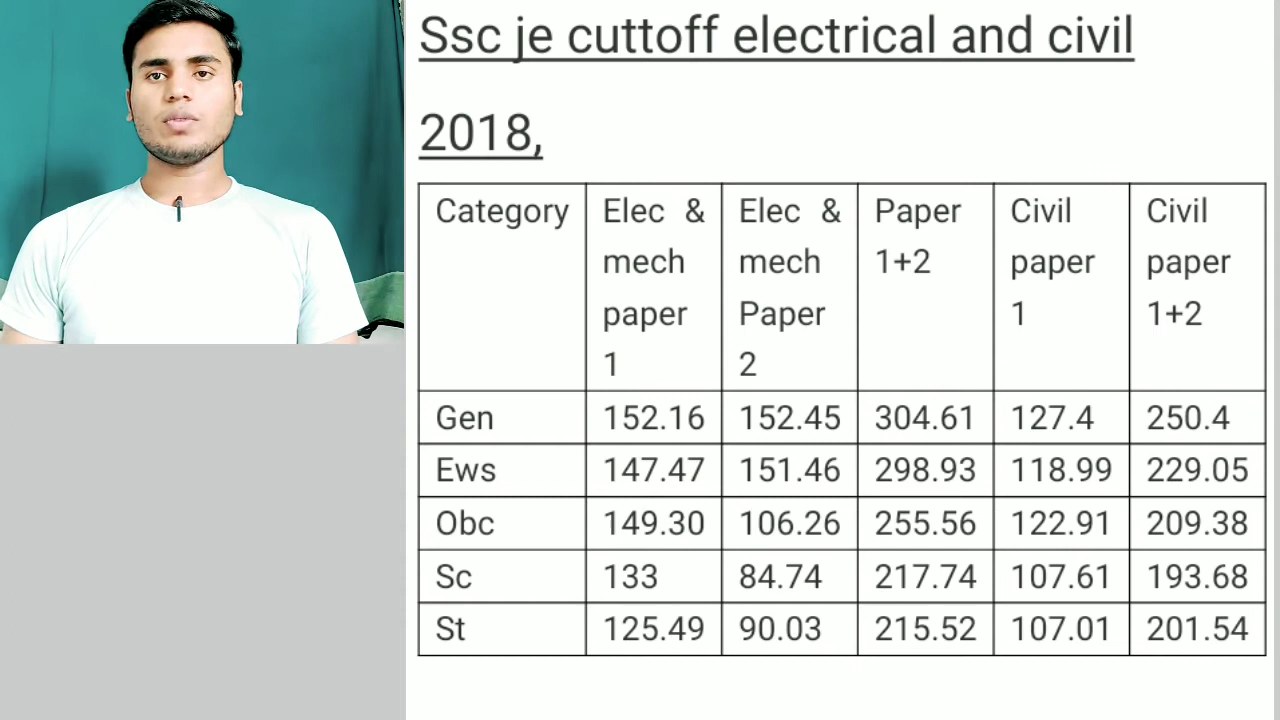 Ssc je cuttoff electrical and civil
2018,
Category Elec & mech paper 1 Elec & mech Paper 2 Paper 1+2 Civil paper 1 Civil paper 1+2
Gen 152.16 152.45 304.61 127.4 250.4
Ews 147.47 151.46 298.93 118.99 229.05
Obc 149.30 106.26 255.56 122.91 209.38
Sc 133 84.74 217.74 107.61 193.68
St 125.49 90.03 215.52 107.01 201.54